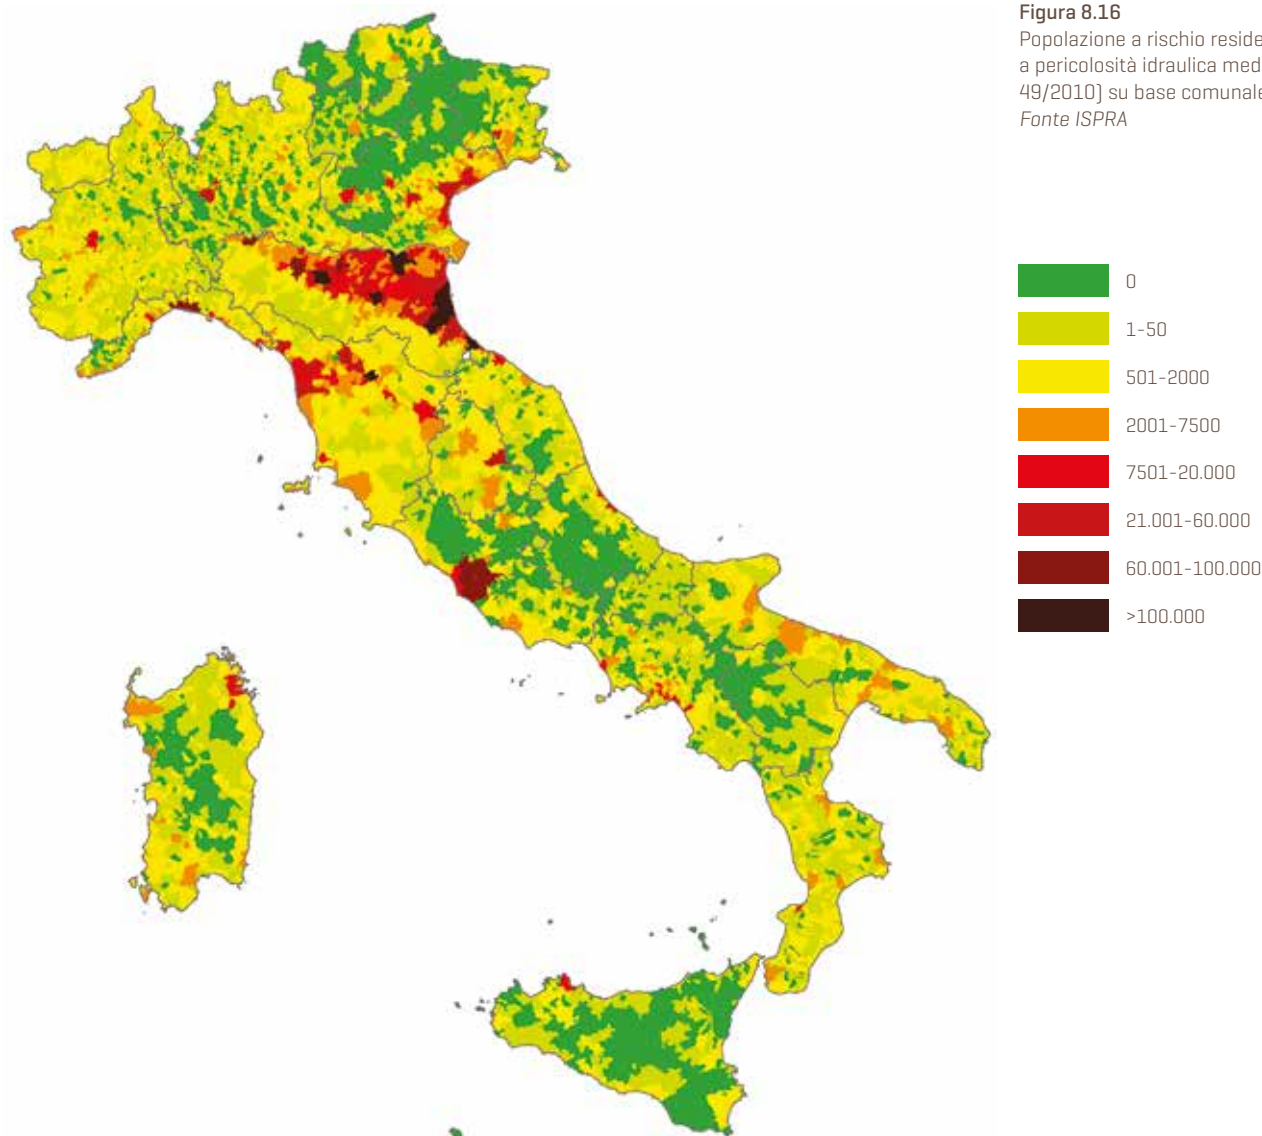 Figura 8.16
Popolazione a rischio reside
a pericolosità idraulica med
49/2010) su base comunale
Fonte ISPRA
0
1-50
501-2000
2001-7500
7501-20.000
21.001-60.000
60.001-100.000
>100.000